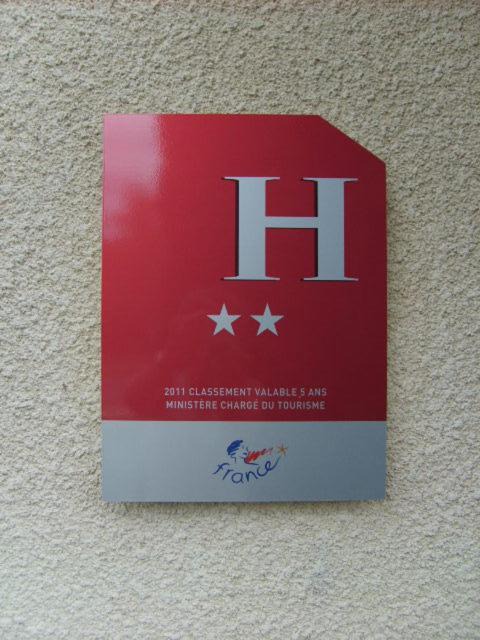 H
2011 CLASSEMENT VALABLE 5 ANS
MINISTÈRE CHARGÉ DU TOURISME
france